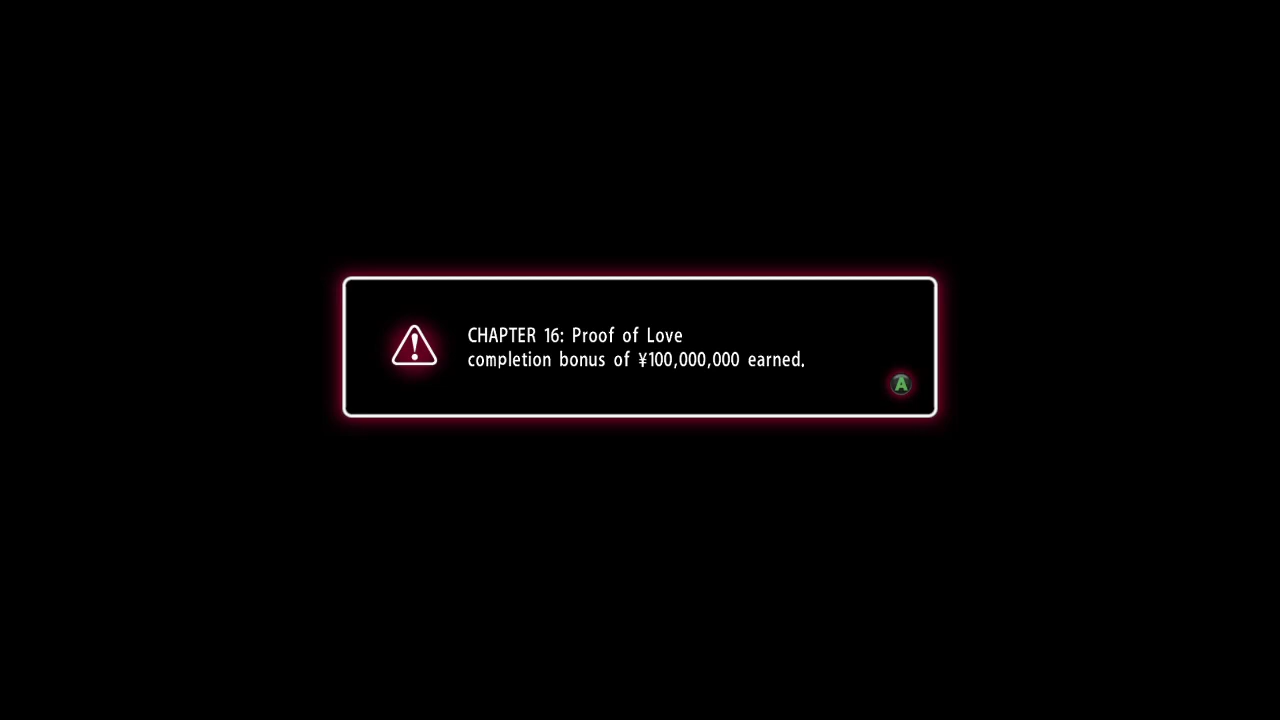 CHAPTER 16: Proof of Love
completion bonus of ¥100,000,000 earned.
A